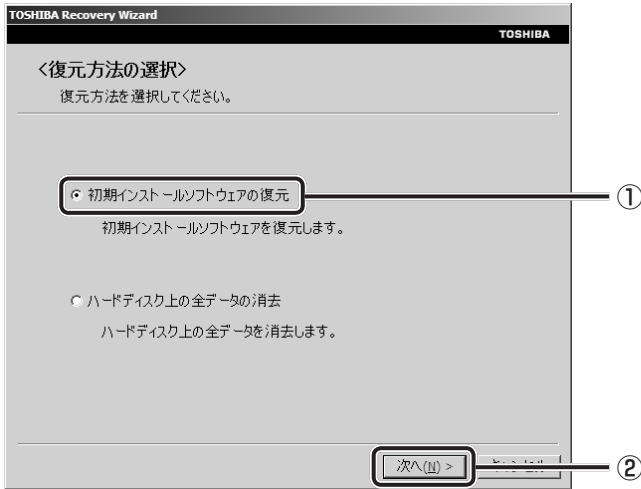 TOSHIBA Recovery Wizard
TOSHIBA
<復元方法の選択>
復元方法を選択してください。
初期インストールソフトウェアの復元
①
初期インストールソフトウェアを復元します。
ハードディスク上の全データの消去
ハードディスク上の全データを消去します。
次へ(N) >
②